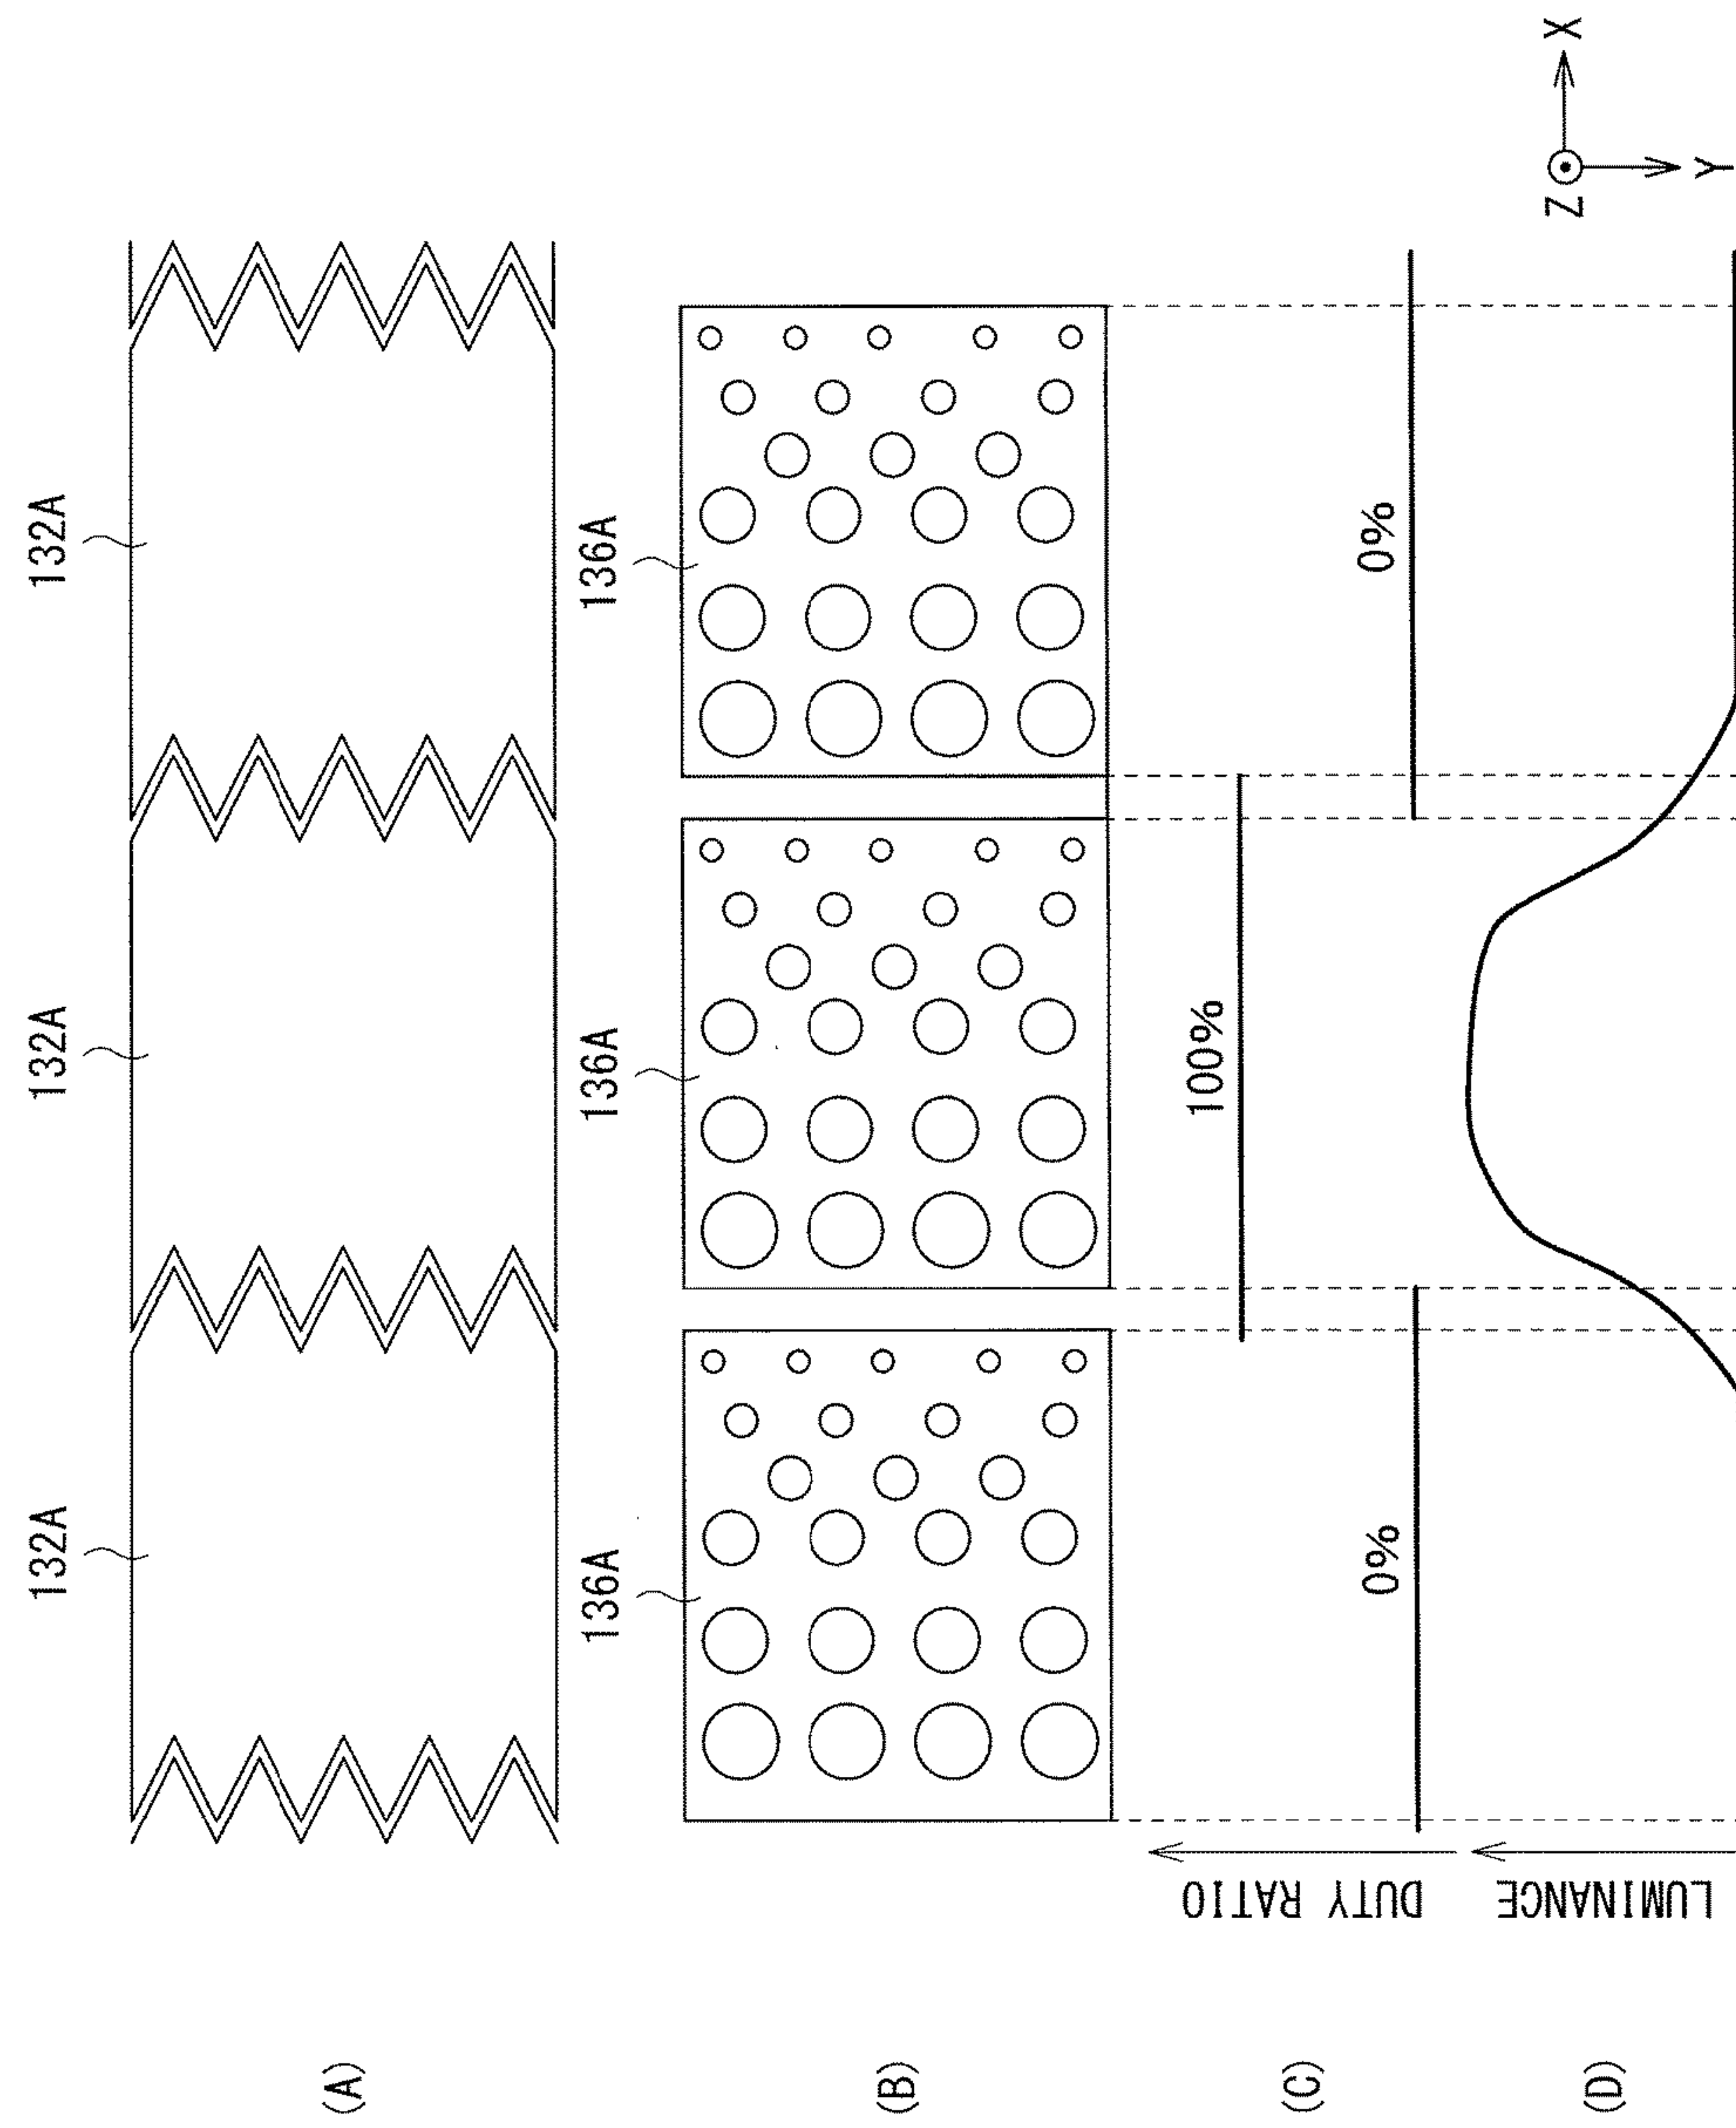 132A
132A
132A
(A)
136A
136A
136A
(B)
100%
(C)
DUTY RATIO
0%
0%
(D)
LUMINANCE
Z
X
Y